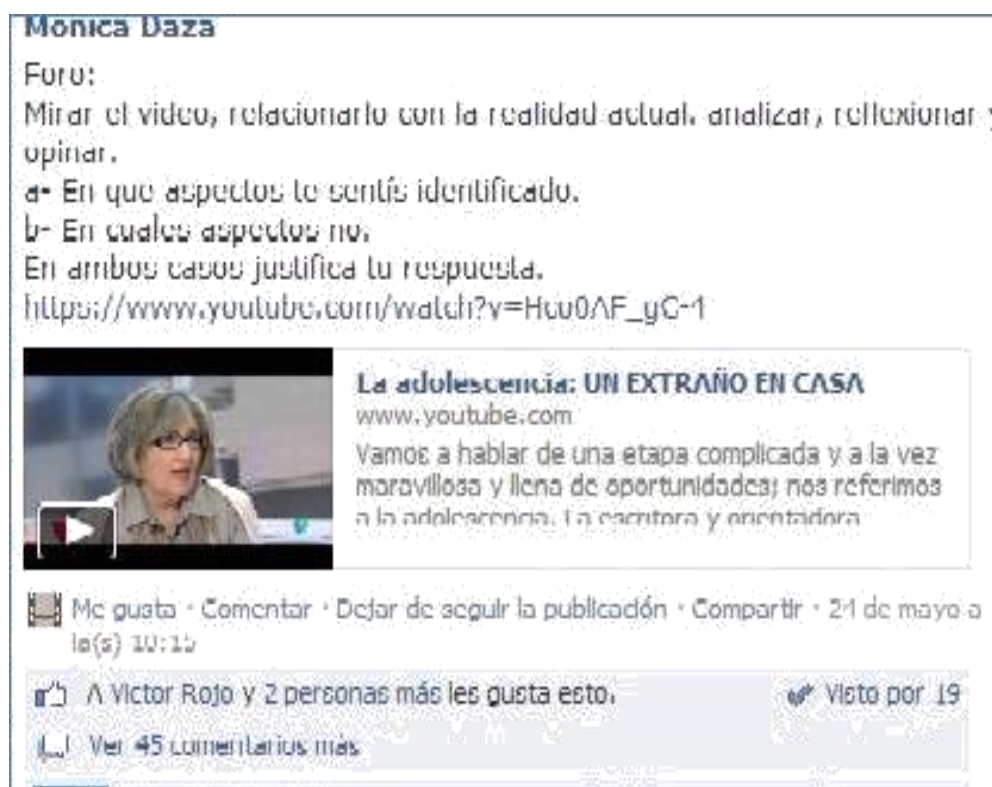 Monica Daza
Foro:
Mirar el video, relacionarlo con la realidad actual, analizar, reflexionar y
opinar.
a- En que aspectos te sentís identificado.
b- En cuales aspectos no.
En ambos casos justifica tu respuesta.
https://www.youtube.com/watch?v=
La adolescencia: UN EXTRAÑO EN CASA
www.youtube.com
Vamos a hablar de una etapa complicada y a la vez
maravillosa y llena de oportunidades; nos referimos
a la adolescencia. La escritora y orientadora
Me gusta · Comentar · Dejar de seguir la publicación · Compartir · 24 de mayo a
la(s) 10:15
A Victor Rojo y 2 personas más les gusta esto.
Visto por 19
Ver 45 comentarios más